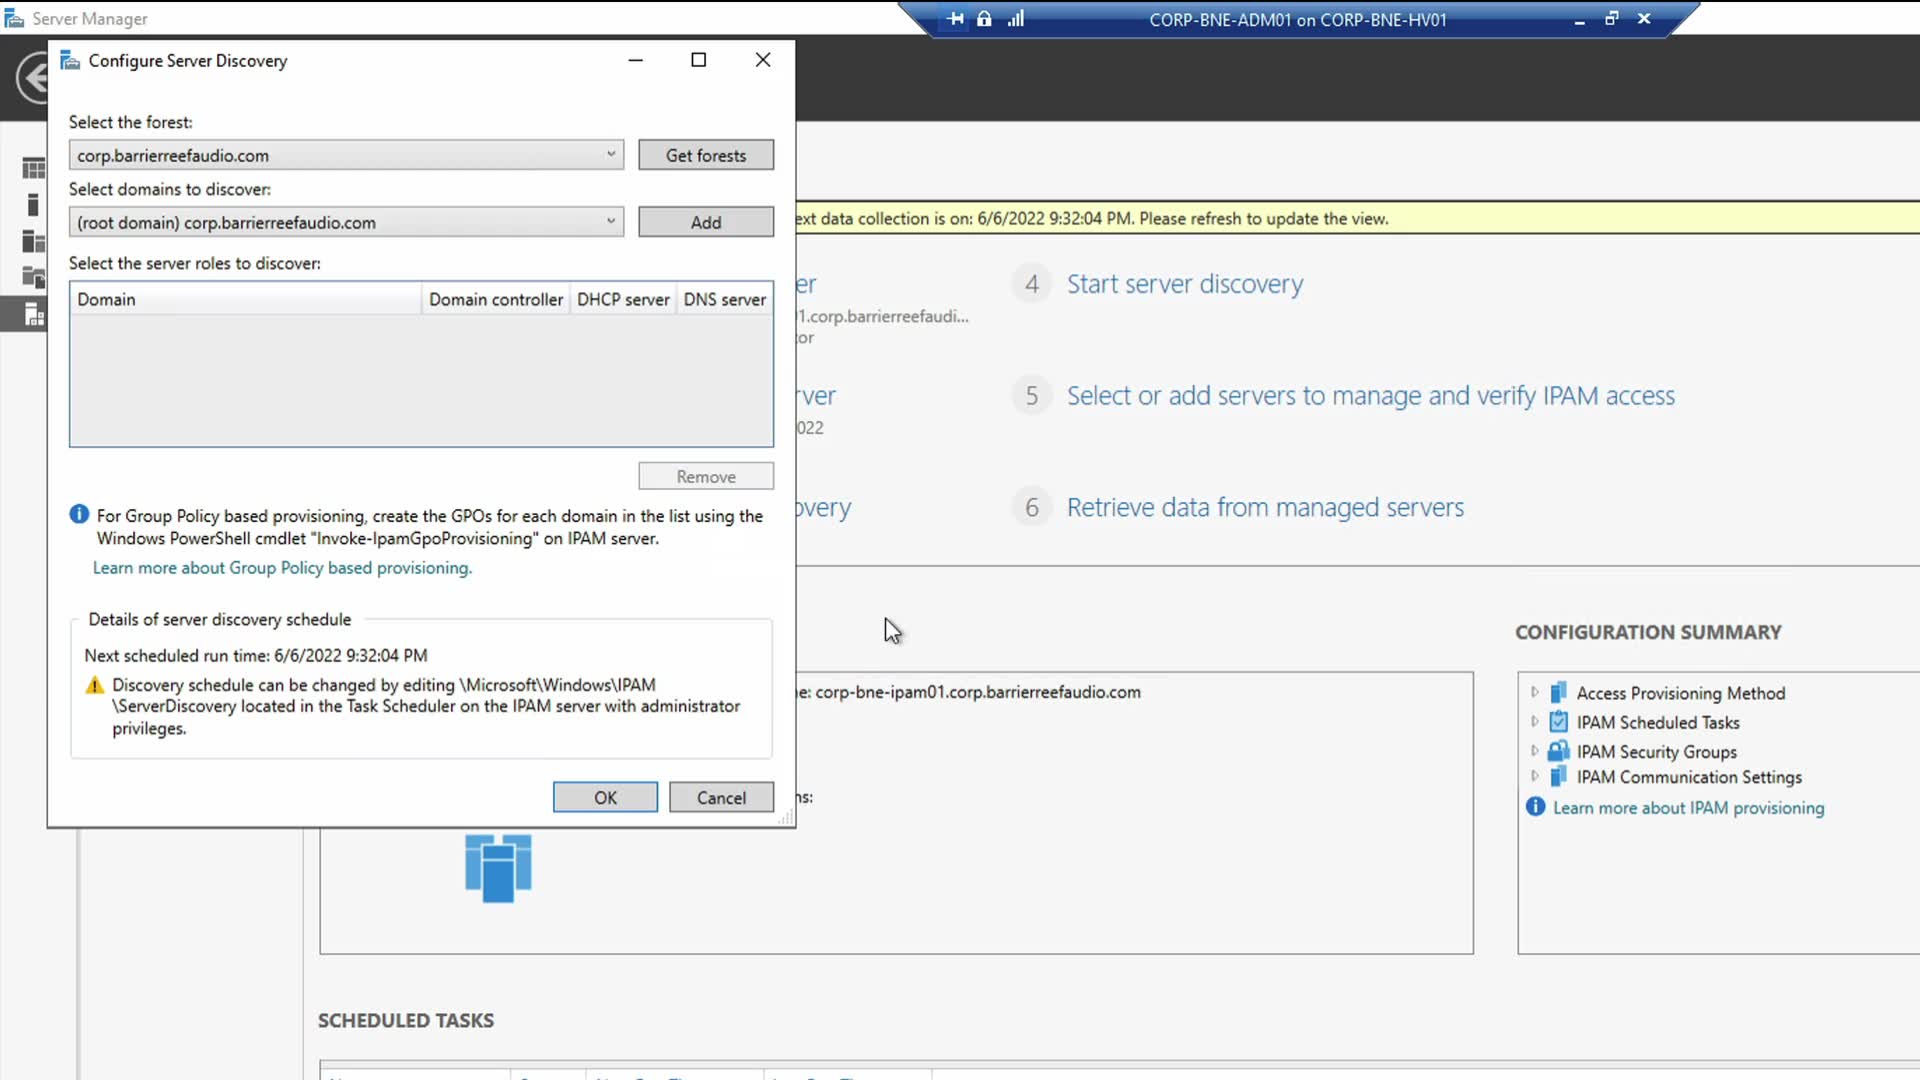 Server Manager
CORP-BNE-ADM01 on CORP-BNE-HV01
Configure Server Discovery
Select the forest:
corp.barrierreefaudio.com
Get forests
Select domains to discover:
(root domain) corp.barrierreefaudio.com
Add
Select the server roles to discover:
Domain
Domain controller
DHCP server
DNS server
Remove
For Group Policy based provisioning, create the GPOs for each domain in the list using the
Windows PowerShell cmdlet "Invoke-IpamGpoProvisioning" on IPAM server.
Learn more about Group Policy based provisioning.
Details of server discovery schedule
Next scheduled run time: 6/6/2022 9:32:04 PM
Discovery schedule can be changed by editing \Microsoft\Windows\IPAM
\ServerDiscovery located in the Task Scheduler on the IPAM server with administrator
privileges.
OK
Cancel
ext data collection is on: 6/6/2022 9:32:04 PM. Please refresh to update the view.
er
1.corp.barrierreefaudi...
tor
rver
022
overy
4 Start server discovery
5 Select or add servers to manage and verify IPAM access
6 Retrieve data from managed servers
e: corp-bne-ipam01.corp.barrierreefaudio.com
ns:
CONFIGURATION SUMMARY
Access Provisioning Method
IPAM Scheduled Tasks
IPAM Security Groups
IPAM Communication Settings
Learn more about IPAM provisioning
SCHEDULED TASKS